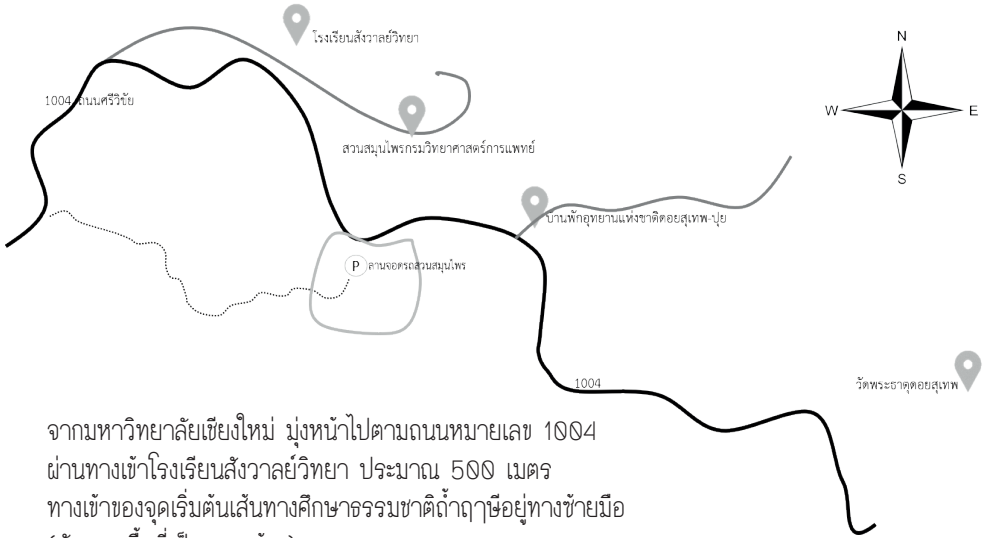 โรงเรียนสังวาลย์วิทยา
N
1004 ถนนศรีวิชัย
W
E
สวนสมุนไพรกรมวิทยาศาสตร์การแพทย์
S
บ้านพักอุทยานแห่งชาติดอยสุเทพ-ปุย
P ลานจอดรถสวนสมุนไพร
1004
วัดพระธาตุดอยสุเทพ
จากมหาวิทยาลัยเชียงใหม่ มุ่งหน้าไปตามถนนหมายเลข 1004
ผ่านทางเข้าโรงเรียนสังวาลย์วิทยา ประมาณ 500 เมตร
ทางเข้าของจุดเริ่มต้นเส้นทางศึกษาธรรมชาติถ้ำฤาษีอยู่ทางซ้ายมือ